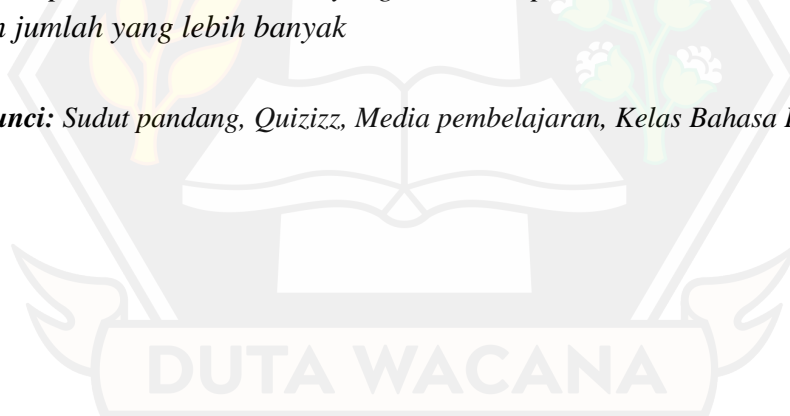 n jumlah yang lebih banyak
unci: Sudut pandang, Quizizz, Media pembelajaran, Kelas Bahasa
DUTA WACANA